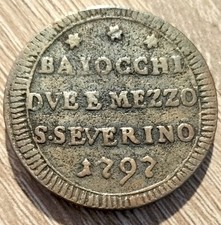 BAIOCCHI
DVE E MEZZO
S.SEVERINO
1797